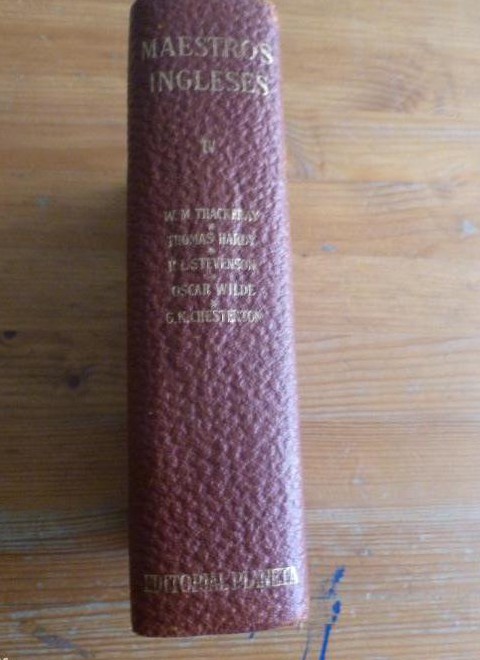 MAESTROS
INGLESES
IV
W. M. THACKERAY
THOMAS HARDY
R. L. STEVENSON
OSCAR WILDE
G. K. CHESTERTON
EDITORIAL PLANETA